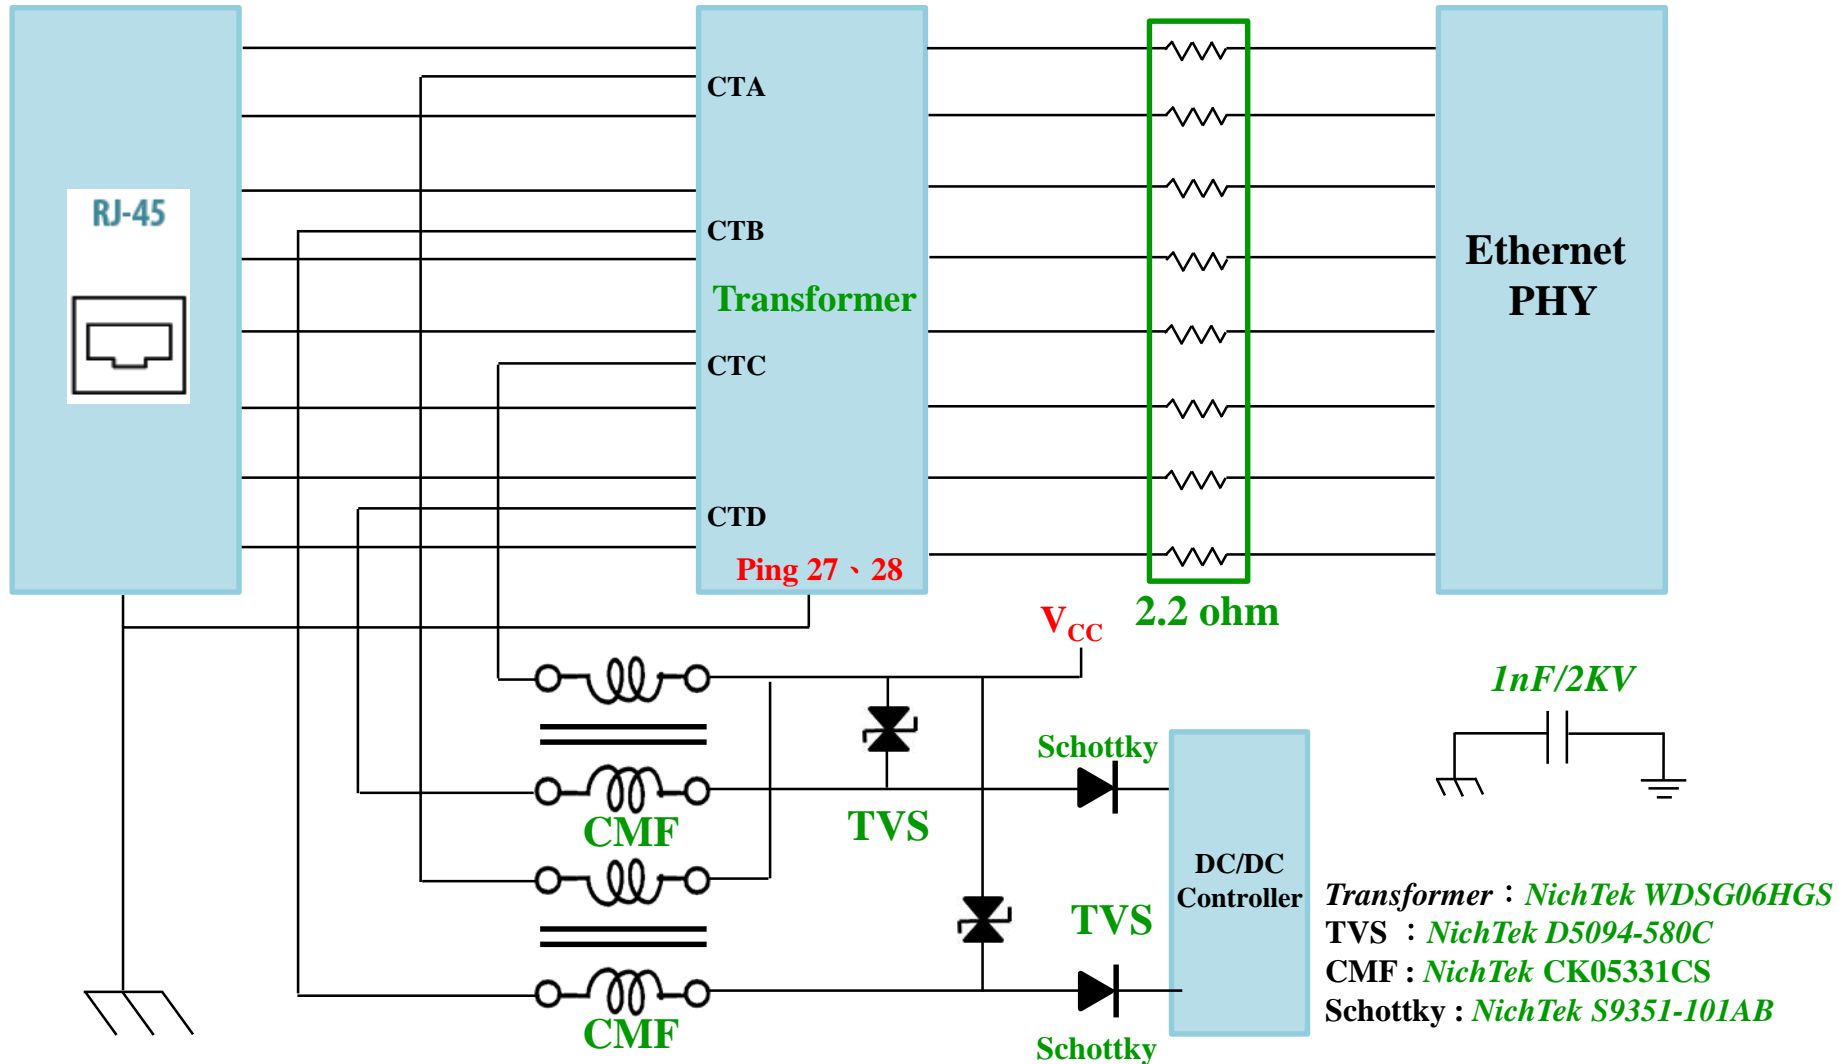 RJ-45
CTA
CTB
Transformer
CTC
CTD
Ping 27、28
2.2 ohm
Ethernet
PHY
VCC
1nF/2KV
CMF
TVS
Schottky
DC/DC
Controller
TVS
CMF
Schottky
Transformer：NichTek WDSG06HGS
TVS ：NichTek D5094-580C
CMF : NichTek CK05331CS
Schottky : NichTek S9351-101AB